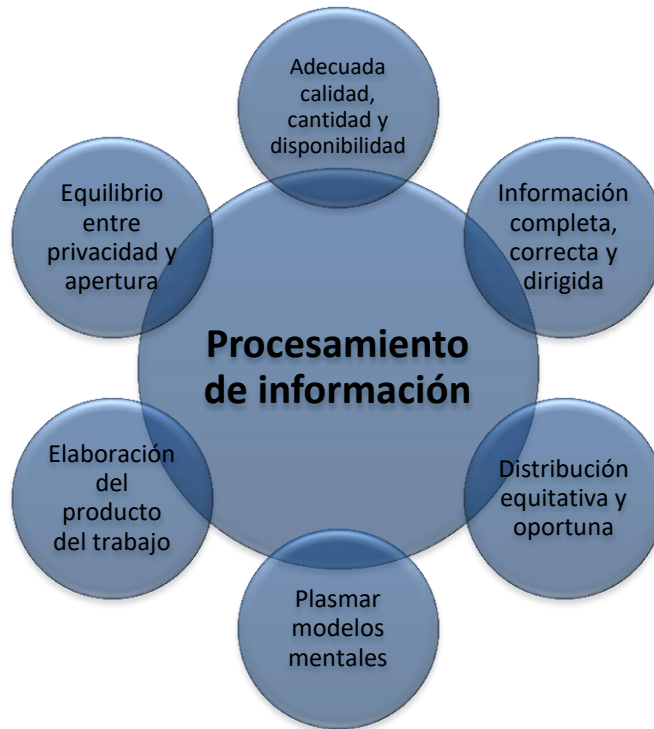 Adecuada
calidad,
cantidad y
disponibilidad
Información
completa,
correcta y
dirigida
Distribución
equitativa y
oportuna
Plasmar
modelos
mentales
Elaboración
del
producto
del trabajo
Equilibrio
entre
privacidad y
apertura
Procesamiento
de información